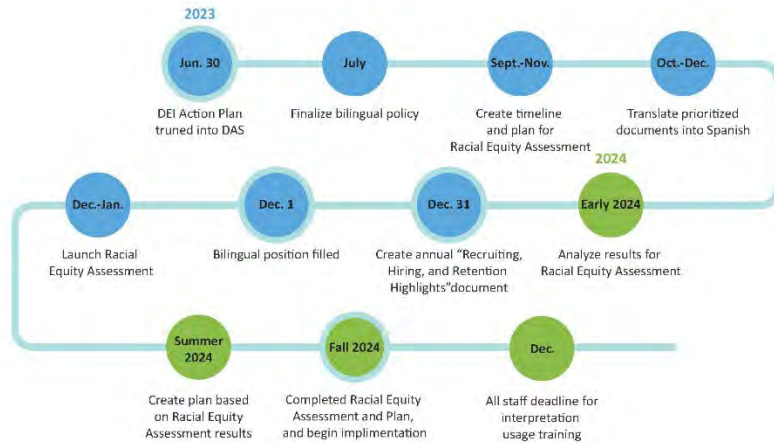 2023
Jun. 30
DEI Action Plan
truned into DAS
July
Finalize bilingual policy
Sept.-Nov.
Create timeline
and plan for
Racial Equity Assessment
Oct.-Dec.
Translate prioritized
documents into Spanish
Dec.-Jan.
Launch Racial
Equity Assessment
Dec. 1
Bilingual position filled
Dec. 31
Create annual “Recruiting,
Hiring, and Retention
Highlights”document
2024
Early 2024
Analyze results for
Racial Equity Assessment
Summer
2024
Create plan based
on Racial Equity
Assessment results
Fall 2024
Completed Racial Equity
Assessment and Plan,
and begin implimentation
Dec.
All staff deadline for
interpretation
usage training